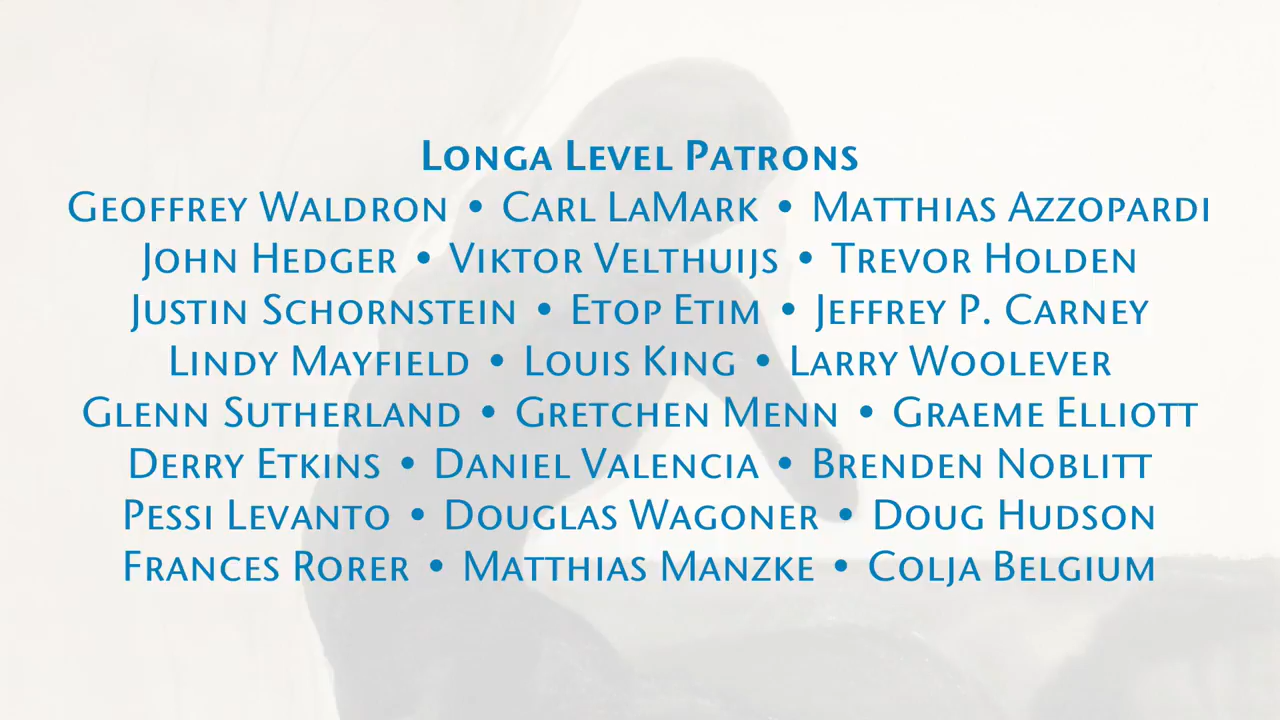 Longa Level Patrons
Geoffrey Waldron • Carl LaMark • Matthias Azzopardi
John Hedger • Viktor Velthuijs • Trevor Holden
Justin Schornstein • Etop Etim • Jeffrey P. Carney
Lindy Mayfield • Louis King • Larry Woolever
Glenn Sutherland • Gretchen Menn • Graeme Elliott
Derry Etkins • Daniel Valencia • Brenden Noblitt
Pessi Levanto • Douglas Wagoner • Doug Hudson
Frances Rorer • Matthias Manzke • Colja Belgium